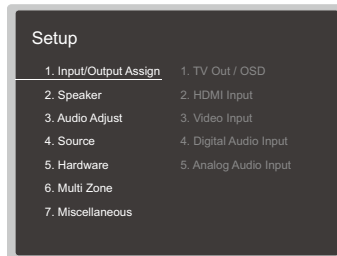 Setup
1. Input/Output Assign
2. Speaker
3. Audio Adjust
4. Source
5. Hardware
6. Multi Zone
7. Miscellaneous
1. TV Out / OSD
2. HDMI Input
3. Video Input
4. Digital Audio Input
5. Analog Audio Input